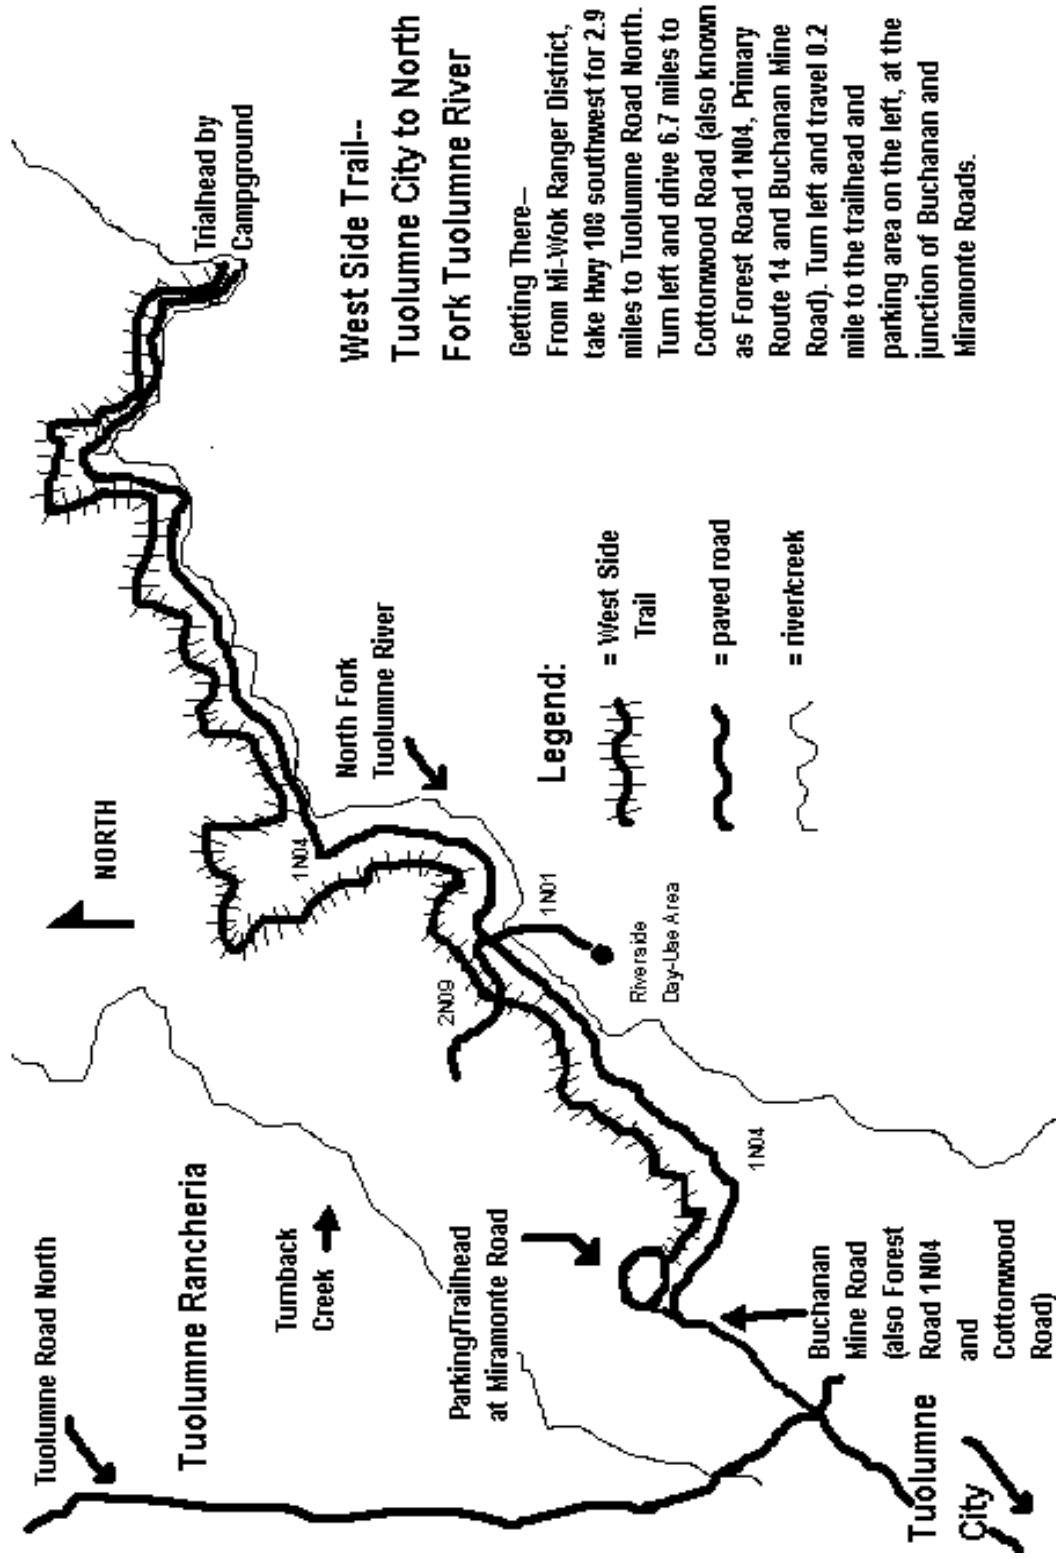 Tuolumne Road North
Tuolumne Rancheria
Turnback
Creek
Parking/Trailhead
at Miramonte Road
NORTH
2N09
1N04
1N01
Riverside
Day-Use Area
1N04
North Fork
Tuolumne River
Trialhead by
Campground
Buchanan
Mine Road
(also Forest
Road 1N04
and
Cottonwood
Road)
Tuolumne
City
Legend:
= West Side
Trail
= paved road
= river/creek
West Side Trail--
Tuolumne City to North
Fork Tuolumne River
Getting There--
From Mi-Wok Ranger District,
take Hwy 108 southwest for 2.9
miles to Tuolumne Road North.
Turn left and drive 6.7 miles to
Cottonwood Road (also known
as Forest Road 1N04, Primary
Route 14 and Buchanan Mine
Road). Turn left and travel 0.2
mile to the trailhead and
parking area on the left, at the
junction of Buchanan and
Miramonte Roads.